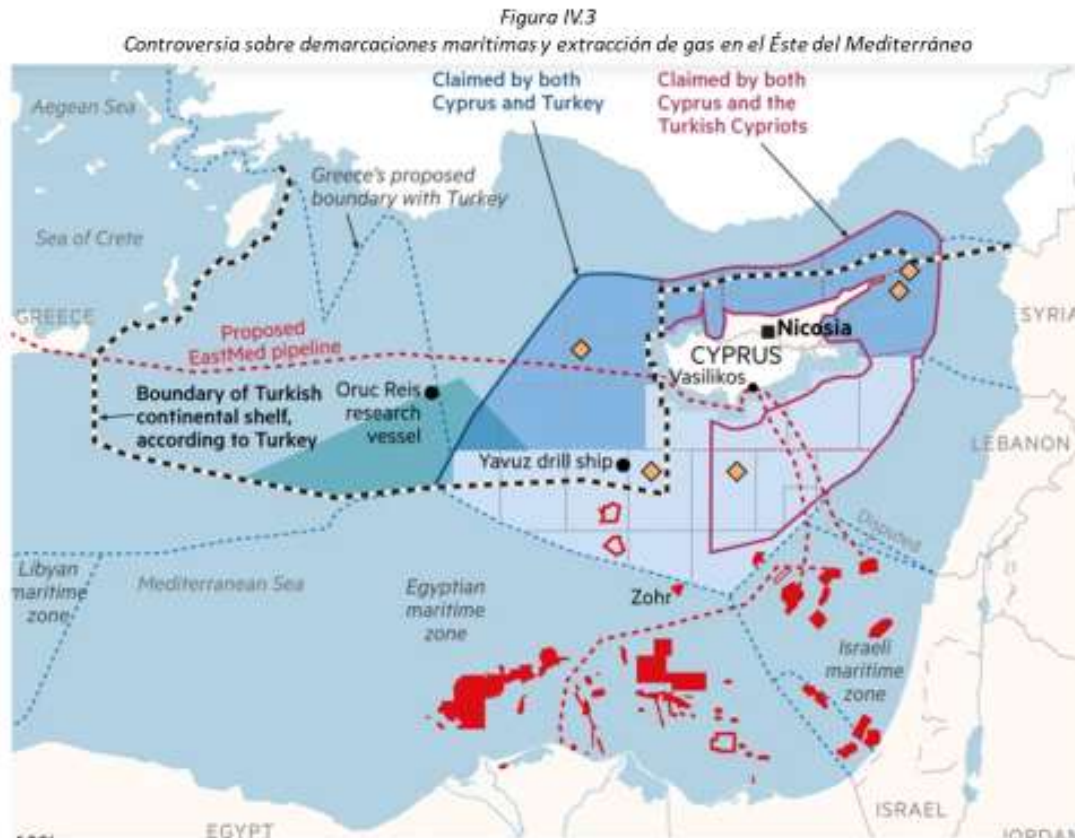 Figura IV.3
Controversia sobre demarcaciones marítimas y extracción de gas en el Éste del Mediterráneo
Claimed by both
Cyprus and Turkey
Claimed by both
Cyprus and the
Turkish Cypriots
Aegean Sea
Greece's proposed
boundary with Turkey
Sea of Crete
GREECE
Proposed
EastMed pipeline
Nicosia
CYPRUS
Vasilikos
SYRIA
Boundary of Turkish
continental shelf,
according to Turkey
Oruc Reis
research
vessel
Yavuz drill ship
LEBANON
Disputed
Libyan
maritime
zone
Mediterranean Sea
Egyptian
maritime
zone
Zohr
Israeli
maritime
zone
ISRAEL
EGYPT
JORDAN